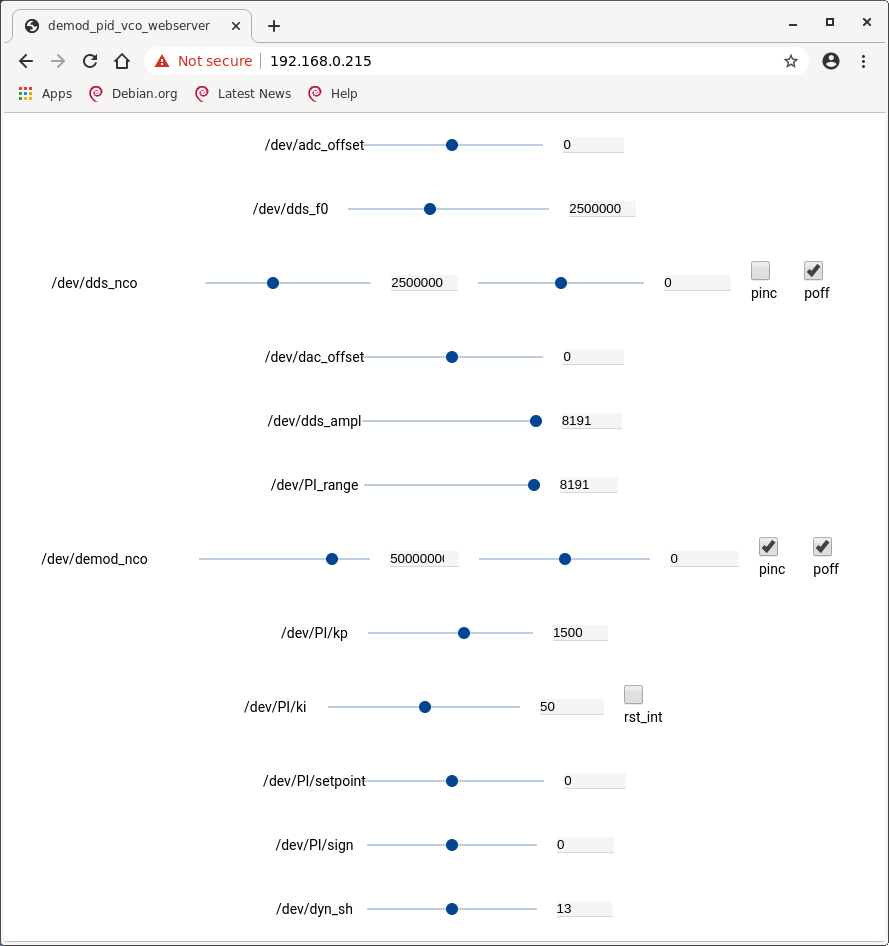 demod_pid_vco_webserver
Not secure 192.168.0.215
Apps Debian.org Latest News Help
/dev/adc_offset 0
/dev/dds_f0 2500000
/dev/dds_nco 2500000 0 pinc poff
/dev/dac_offset 0
/dev/dds_ampl 8191
/dev/PI_range 8191
/dev/demod_nco 5000000 0 pinc poff
/dev/PI/kp 1500
/dev/PI/ki 50 rst_int
/dev/PI/setpoint 0
/dev/PI/sign 0
/dev/dyn_sh 13